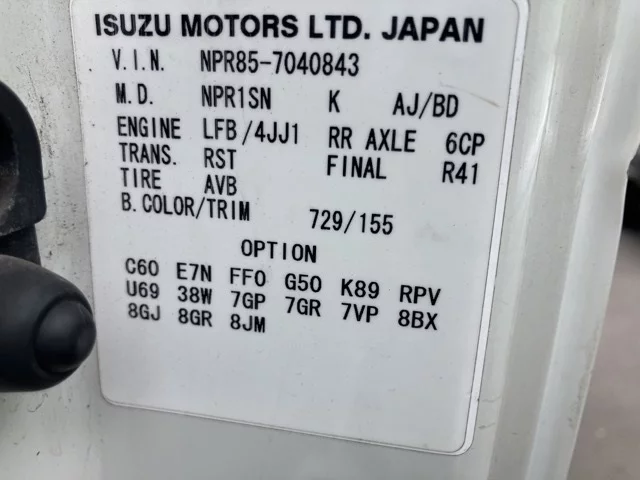 ISUZU MOTORS LTD. JAPAN
V.I.N. NPR85-7040843
M.D. NPR1SN K AJ/BD
ENGINE LFB/4JJ1 RR AXLE 6CP
TRANS. RST FINAL R41
TIRE AVB
B.COLOR/TRIM 729/155
OPTION
C60 E7N FF0 G50 K89 RPV
U69 38W 7GP 7GR 7VP 8BX
8GJ 8GR 8JM